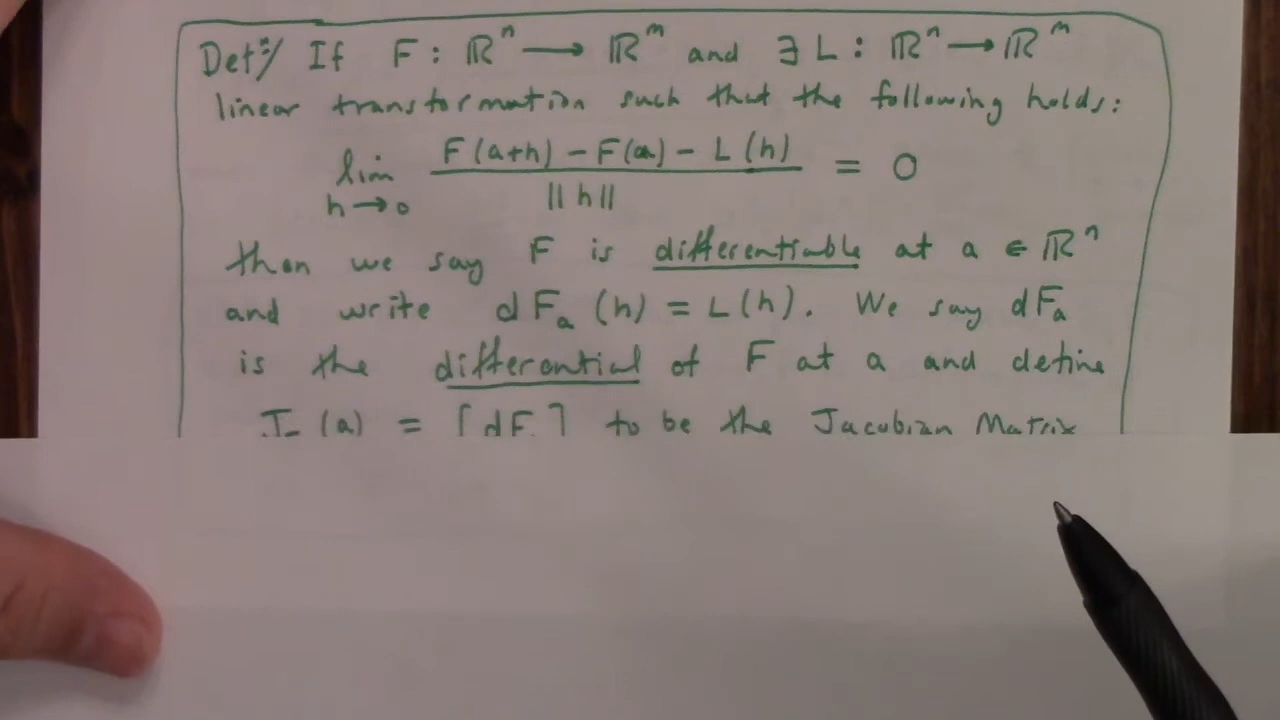 Defⁿ/ If F : ℝⁿ → ℝᵐ and ∃ L : ℝⁿ → ℝᵐ
linear transformation such that the following holds:
lim h→0 (F(a+h) − F(a) − L(h)) / ||h|| = 0
then we say F is differentiable at a ∈ ℝⁿ
and write dFₐ(h) = L(h). We say dFₐ
is the differential of F at a and define
(a) = [dF ] to be the Jacobian Matrix